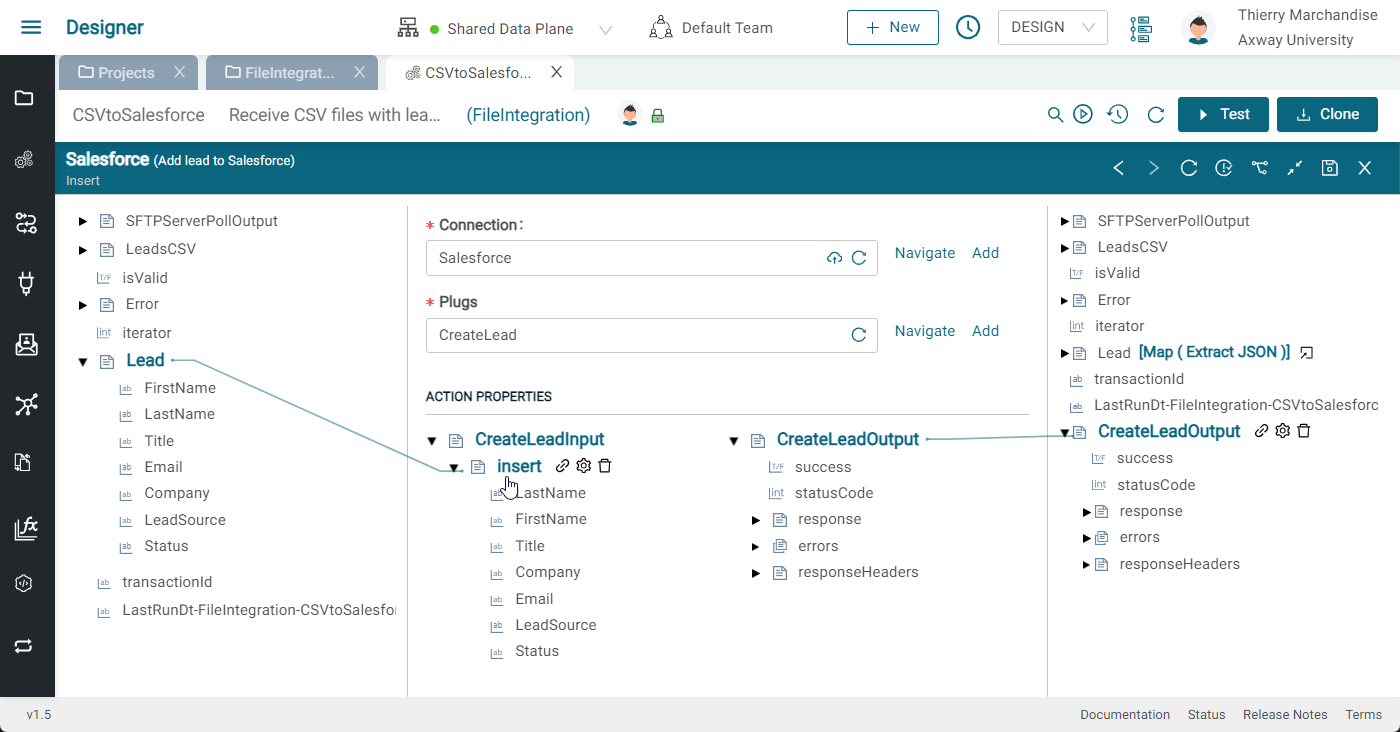 Designer
Shared Data Plane
Default Team
+ New
DESIGN
Thierry Marchandise
Axway University
Projects X
FileIntegrat... X
CSVtoSalesfo... X
CSVtoSalesforce
Receive CSV files with lea...
(FileIntegration)
Test
Clone
Salesforce (Add lead to Salesforce)
Insert
SFTPServerPollOutput
LeadsCSV
T/F isValid
Error
int iterator
Lead
ab FirstName
ab LastName
ab Title
ab Email
ab Company
ab LeadSource
ab Status
ab transactionId
ab LastRunDt-FileIntegration-CSVtoSalesfor
* Connection:
Salesforce
Navigate Add
* Plugs
CreateLead
Navigate Add
ACTION PROPERTIES
CreateLeadInput
insert
ab LastName
ab FirstName
ab Title
ab Company
ab Email
ab LeadSource
ab Status
CreateLeadOutput
T/F success
int statusCode
response
errors
responseHeaders
SFTPServerPollOutput
LeadsCSV
T/F isValid
Error
int iterator
Lead [Map ( Extract JSON )]
ab transactionId
ab LastRunDt-FileIntegration-CSVtoSalesforc
CreateLeadOutput
T/F success
int statusCode
response
errors
responseHeaders
v1.5
Documentation Status Release Notes Terms